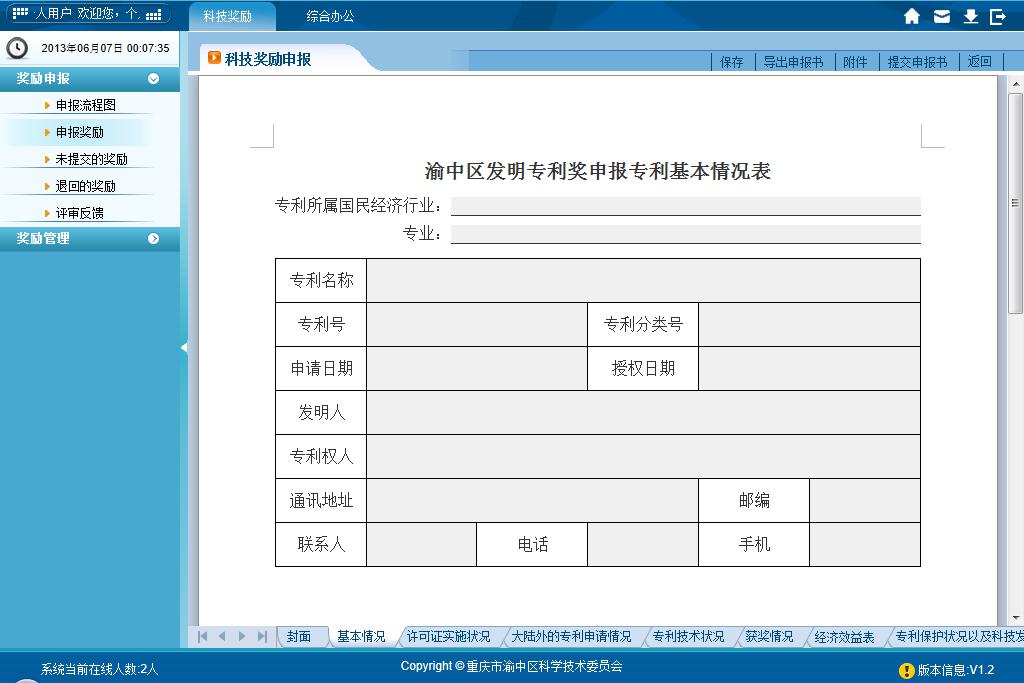 ·人用户 欢迎您，个
科技奖励
综合办公
2013年06月07日 00:07:35
科技奖励申报
保存
导出申报书
附件
提交申报书
返回
奖励申报
申报流程图
申报奖励
未提交的奖励
退回的奖励
评审反馈
奖励管理
渝中区发明专利奖申报专利基本情况表
专利所属国民经济行业：
专业：
专利名称
专利号 专利分类号
申请日期 授权日期
发明人
专利权人
通讯地址 邮编
联系人 电话 手机
封面
基本情况
许可证实施状况
大陆外的专利申请情况
专利技术状况
获奖情况
经济效益表
专利保护状况以及科技发
系统当前在线人数:2人
Copyright © 重庆市渝中区科学技术委员会
版本信息:V1.2